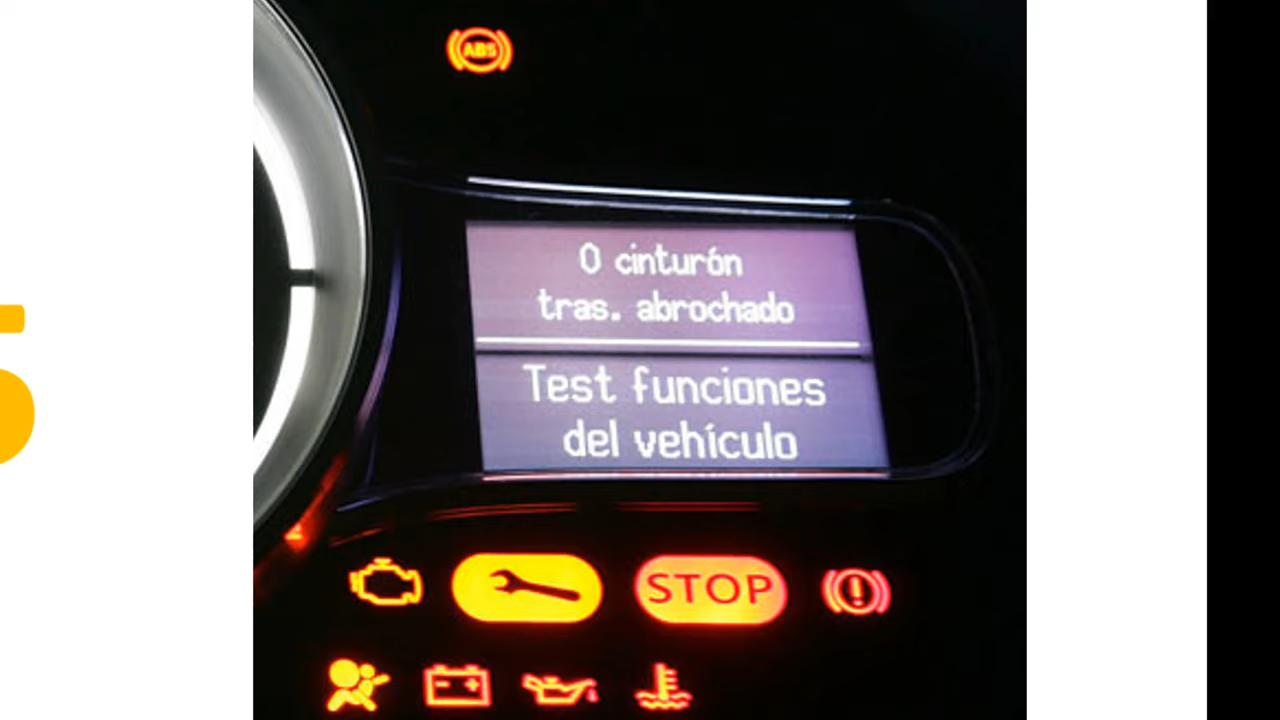 ABS
0 cinturón
tras. abrochado
Test funciones
del vehículo
STOP